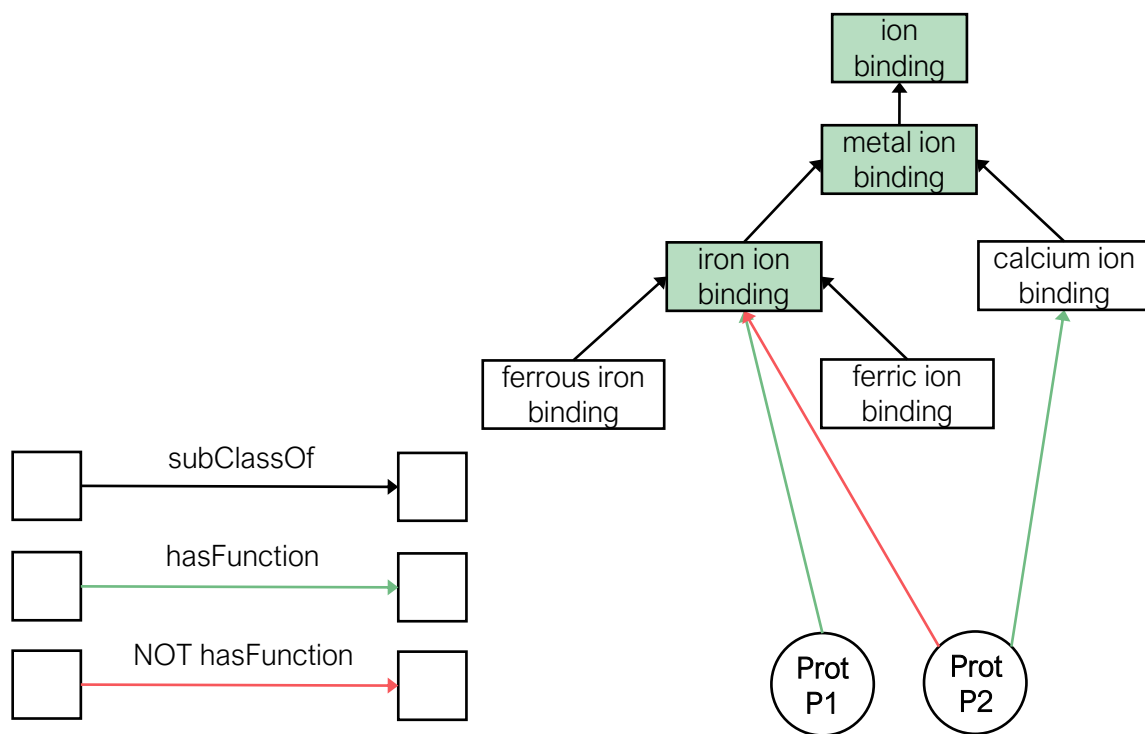 ion
binding
metal ion
binding
iron ion
binding
calcium ion
binding
ferrous iron
binding
ferric ion
binding
subClassOf
hasFunction
NOT hasFunction
Prot
P1
Prot
P2